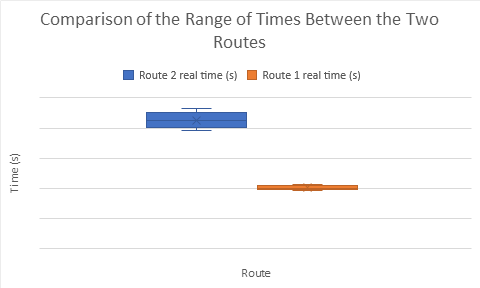 Comparison of the Range of Times Between the Two
Routes
Route 2 real time (s) Route 1 real time (s)
Time (s)
Route